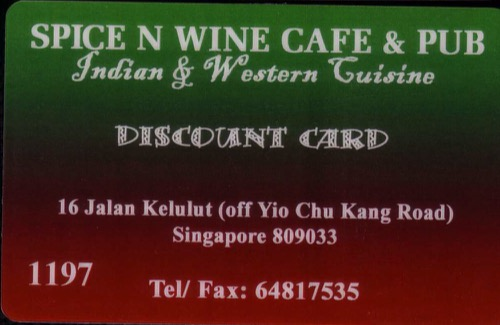 SPICE N WINE CAFE & PUB
Indian & Western Cuisine
DISCOUNT CARD
16 Jalan Kelulut (off Yio Chu Kang Road)
Singapore 809033
1197
Tel/ Fax: 64817535